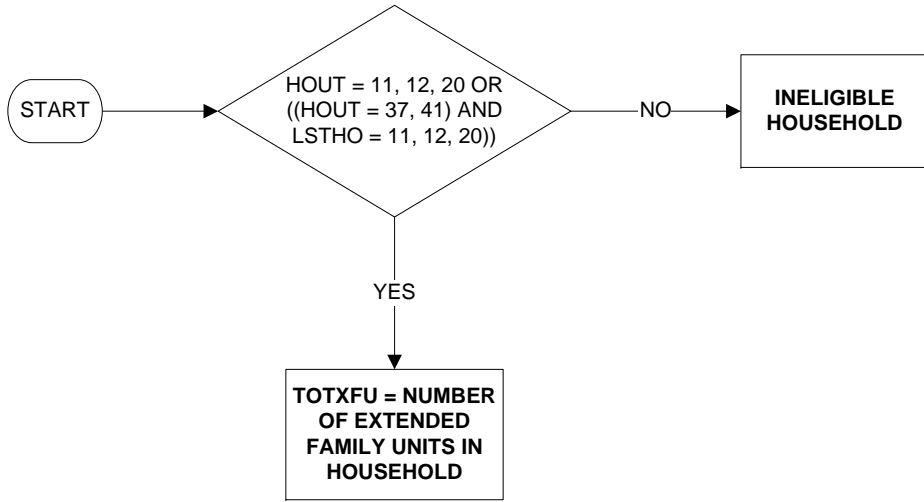 START
HOUT = 11, 12, 20 OR
((HOUT = 37, 41) AND
LSTHO = 11, 12, 20))
NO
INELIGIBLE
HOUSEHOLD
YES
TOTXFU = NUMBER
OF EXTENDED
FAMILY UNITS IN
HOUSEHOLD